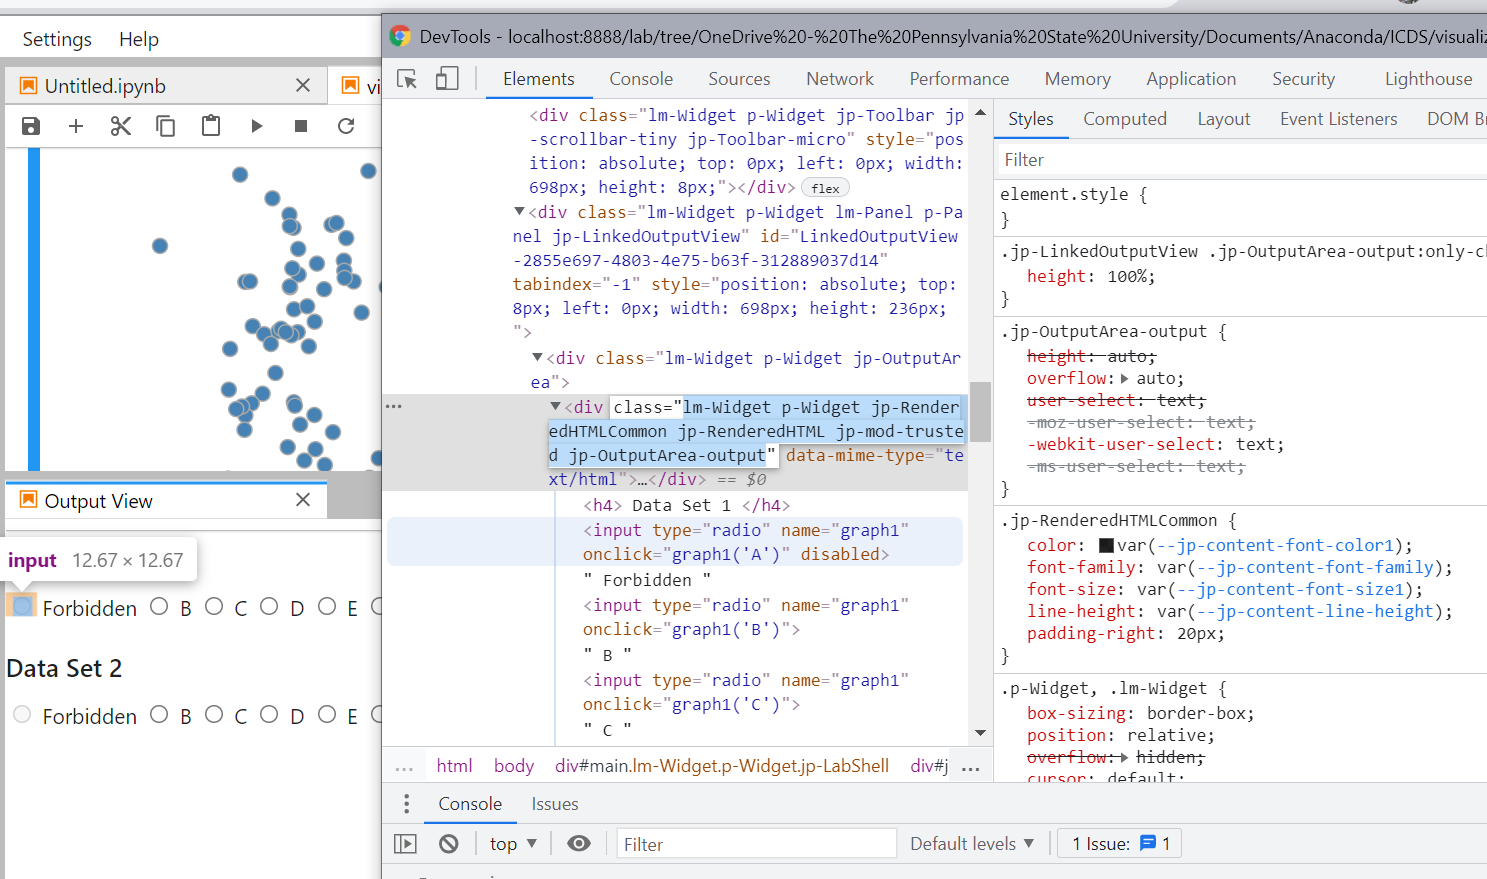 Settings Help
DevTools - localhost:8888/lab/tree/OneDrive%20-%20The%20Pennsylvania%20State%20University/Documents/Anaconda/ICDS/visualiz
Untitled.ipynb
vi
Elements Console Sources Network Performance Memory Application Security Lighthouse
<div class="lm-Widget p-Widget jp-Toolbar jp
-scrollbar-tiny jp-Toolbar-micro" style="pos
ition: absolute; top: 0px; left: 0px; width:
698px; height: 8px;"></div> flex
<div class="lm-Widget p-Widget lm-Panel p-Pa
nel jp-LinkedOutputView" id="LinkedOutputView
-2855e697-4803-4e75-b63f-312889037d14"
tabindex="-1" style="position: absolute; top:
8px; left: 0px; width: 698px; height: 236px;
">
<div class="lm-Widget p-Widget jp-OutputAr
ea">
<div class="lm-Widget p-Widget jp-Render
edHTMLCommon jp-RenderedHTML jp-mod-truste
d jp-OutputArea-output" data-mime-type="te
xt/html">…</div> == $0
<h4> Data Set 1 </h4>
<input type="radio" name="graph1"
onclick="graph1('A')" disabled>
" Forbidden "
<input type="radio" name="graph1"
onclick="graph1('B')">
" B "
<input type="radio" name="graph1"
onclick="graph1('C')">
" C "
... html body div#main.lm-Widget.p-Widget.jp-LabShell div#j ...
Styles Computed Layout Event Listeners DOM Br
Filter
element.style {
}
.jp-LinkedOutputView .jp-OutputArea-output:only-ch
height: 100%;
}
.jp-OutputArea-output {
height: auto;
overflow: auto;
user-select: text;
-moz-user-select: text;
-webkit-user-select: text;
-ms-user-select: text;
}
.jp-RenderedHTMLCommon {
color: var(--jp-content-font-color1);
font-family: var(--jp-content-font-family);
font-size: var(--jp-content-font-size1);
line-height: var(--jp-content-line-height);
padding-right: 20px;
}
.p-Widget, .lm-Widget {
box-sizing: border-box;
position: relative;
overflow: hidden;
cursor: default;
Output View
input 12.67 × 12.67
Forbidden B C D E
Data Set 2
Forbidden B C D E
Console Issues
top Filter Default levels 1 Issue: 1